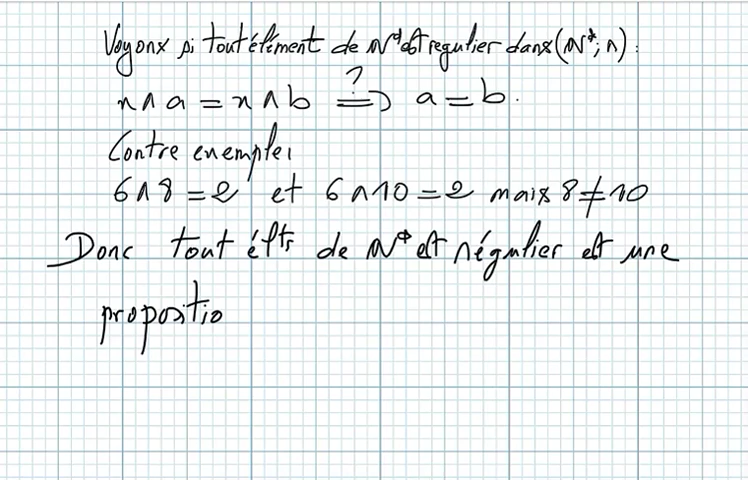 Voyons si tout élément de ℕ* est regulier dans (ℕ*; ∧) :
x ∧ a = x ∧ b ⟹? a = b.
Contre exemple:
6 ∧ 8 = 2 et 6 ∧ 10 = 2 mais 8 ≠ 10
Donc tout élts de ℕ* est régulier est une
propositio